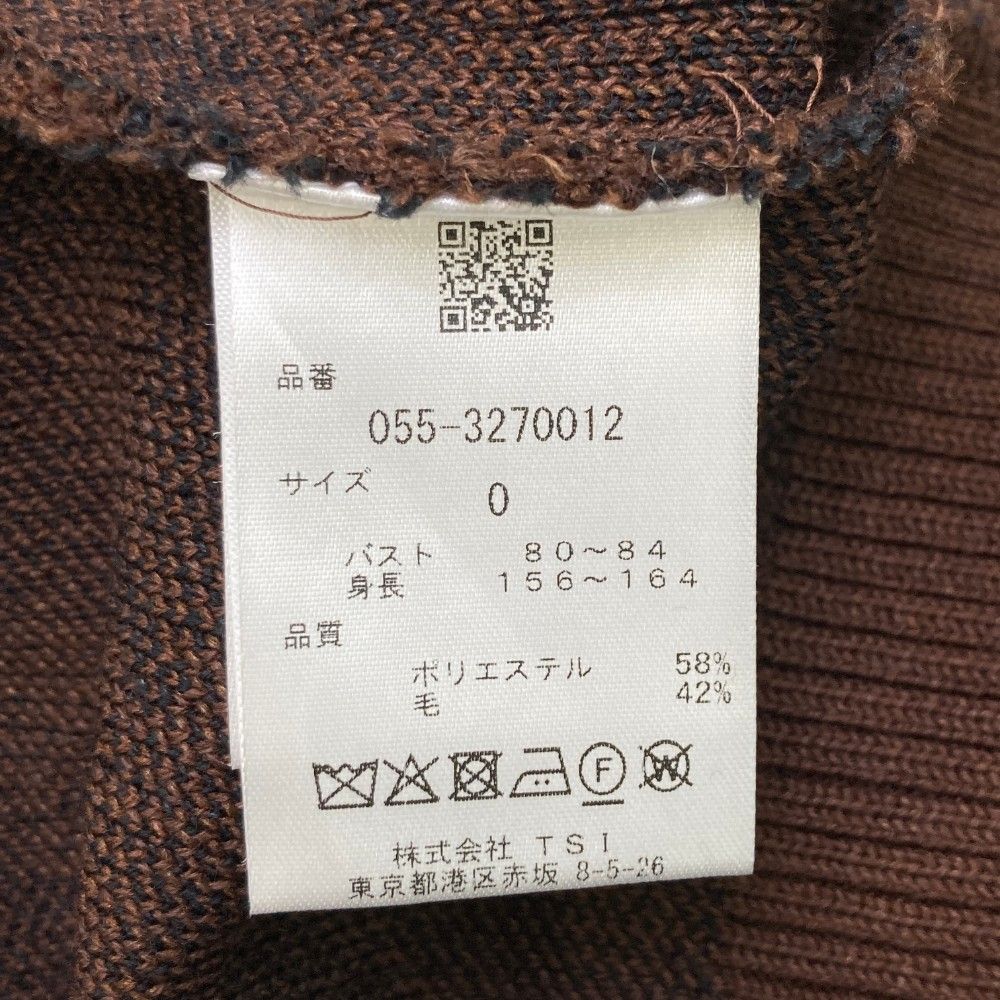 品番
055-3270012
サイズ
0
バスト 80～84
身長 156～164
品質
ポリエステル 58%
毛 42%
F W
株式会社 TSI
東京都港区赤坂 8-5-26